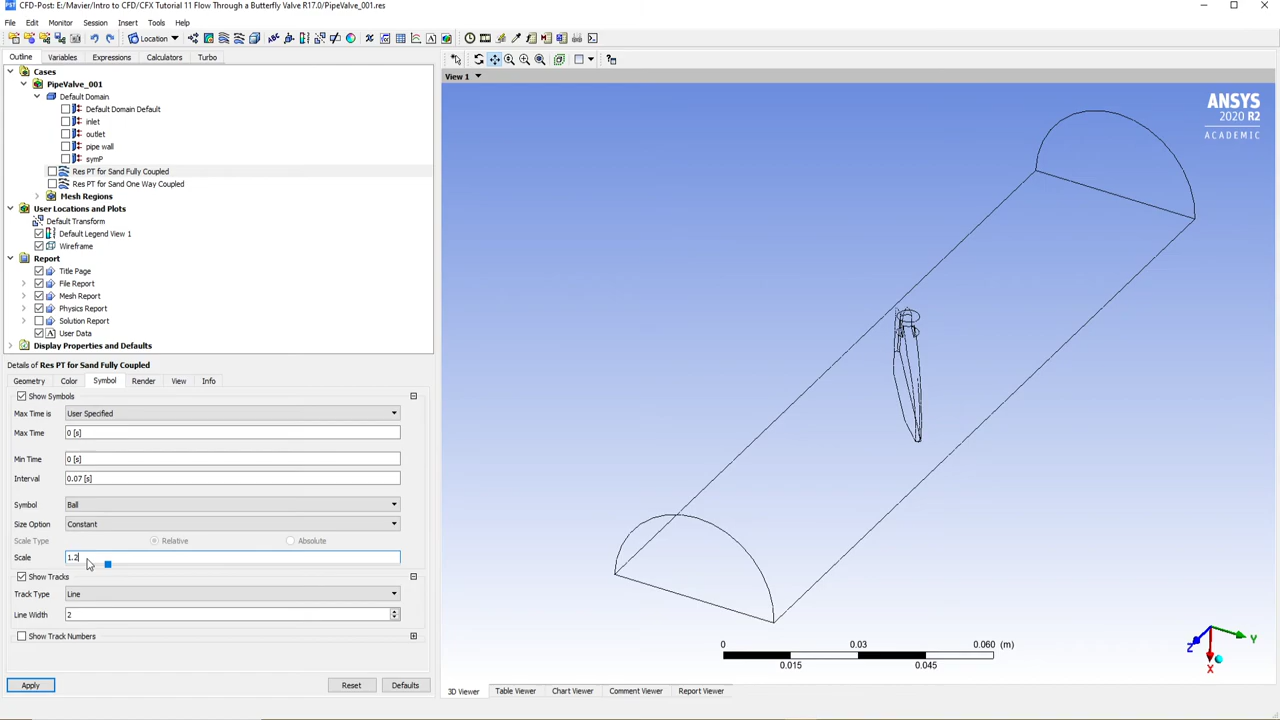 CFD-Post: E:/Mavier/Intro to CFD/CFX Tutorial 11 Flow Through a Butterfly Valve R17.0/PipeValve_001.res
File Edit Monitor Session Insert Tools Help
Location
Outline Variables Expressions Calculators Turbo
Cases
PipeValve_001
Default Domain
Default Domain Default
inlet
outlet
pipe wall
symP
Res PT for Sand Fully Coupled
Res PT for Sand One Way Coupled
Mesh Regions
User Locations and Plots
Default Transform
Default Legend View 1
Wireframe
Report
Title Page
File Report
Mesh Report
Physics Report
Solution Report
User Data
Display Properties and Defaults
Details of Res PT for Sand Fully Coupled
Geometry Color Symbol Render View Info
Show Symbols
Max Time is User Specified
Max Time 0 [s]
Min Time 0 [s]
Interval 0.07 [s]
Symbol Ball
Size Option Constant
Scale Type Relative Absolute
Scale 1.2
Show Tracks
Track Type Line
Line Width 2
Show Track Numbers
Apply Reset Defaults
View 1
ANSYS
2020 R2
ACADEMIC
0 0.03 0.060 (m)
0.015 0.045
Z Y
X
3D Viewer Table Viewer Chart Viewer Comment Viewer Report Viewer